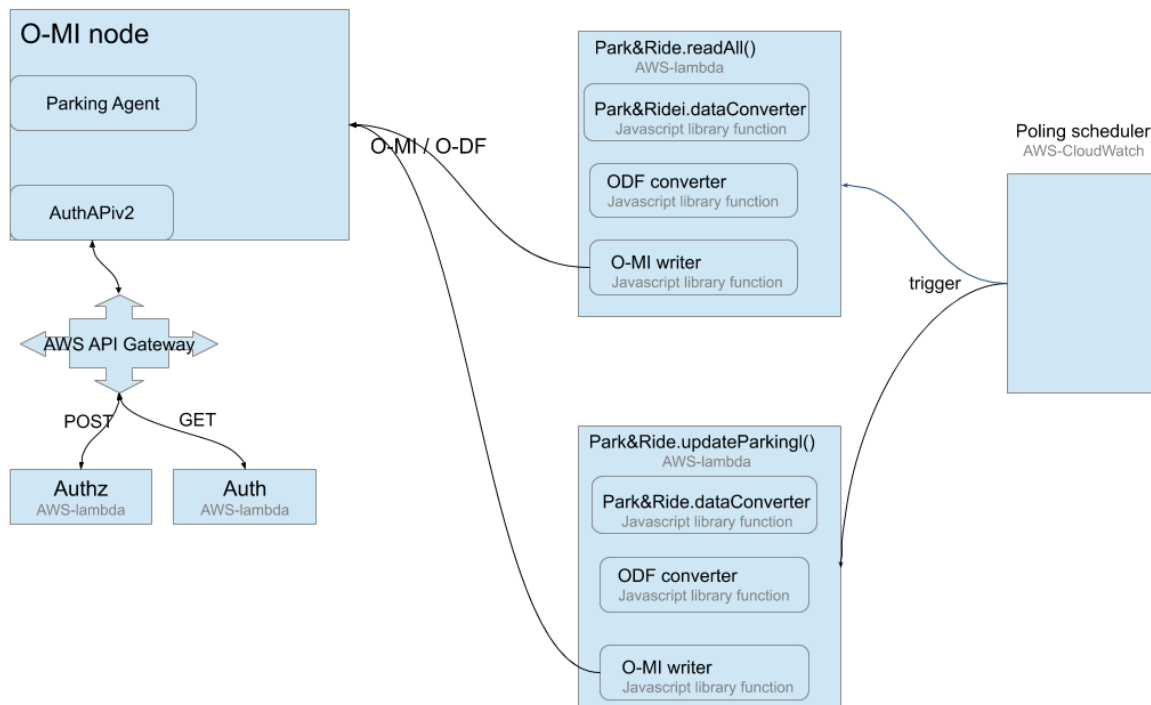 O-MI node
Parking Agent
AuthAPiv2
AWS API Gateway
POST
GET
Authz
AWS-lambda
Auth
AWS-lambda
O-MI / O-DF
Park&Ride.readAll()
AWS-lambda
Park&Ridei.dataConverter
Javascript library function
ODF converter
Javascript library function
O-MI writer
Javascript library function
Poling scheduler
AWS-CloudWatch
trigger
Park&Ride.updateParkingl()
AWS-lambda
Park&Ride.dataConverter
Javascript library function
ODF converter
Javascript library function
O-MI writer
Javascript library function